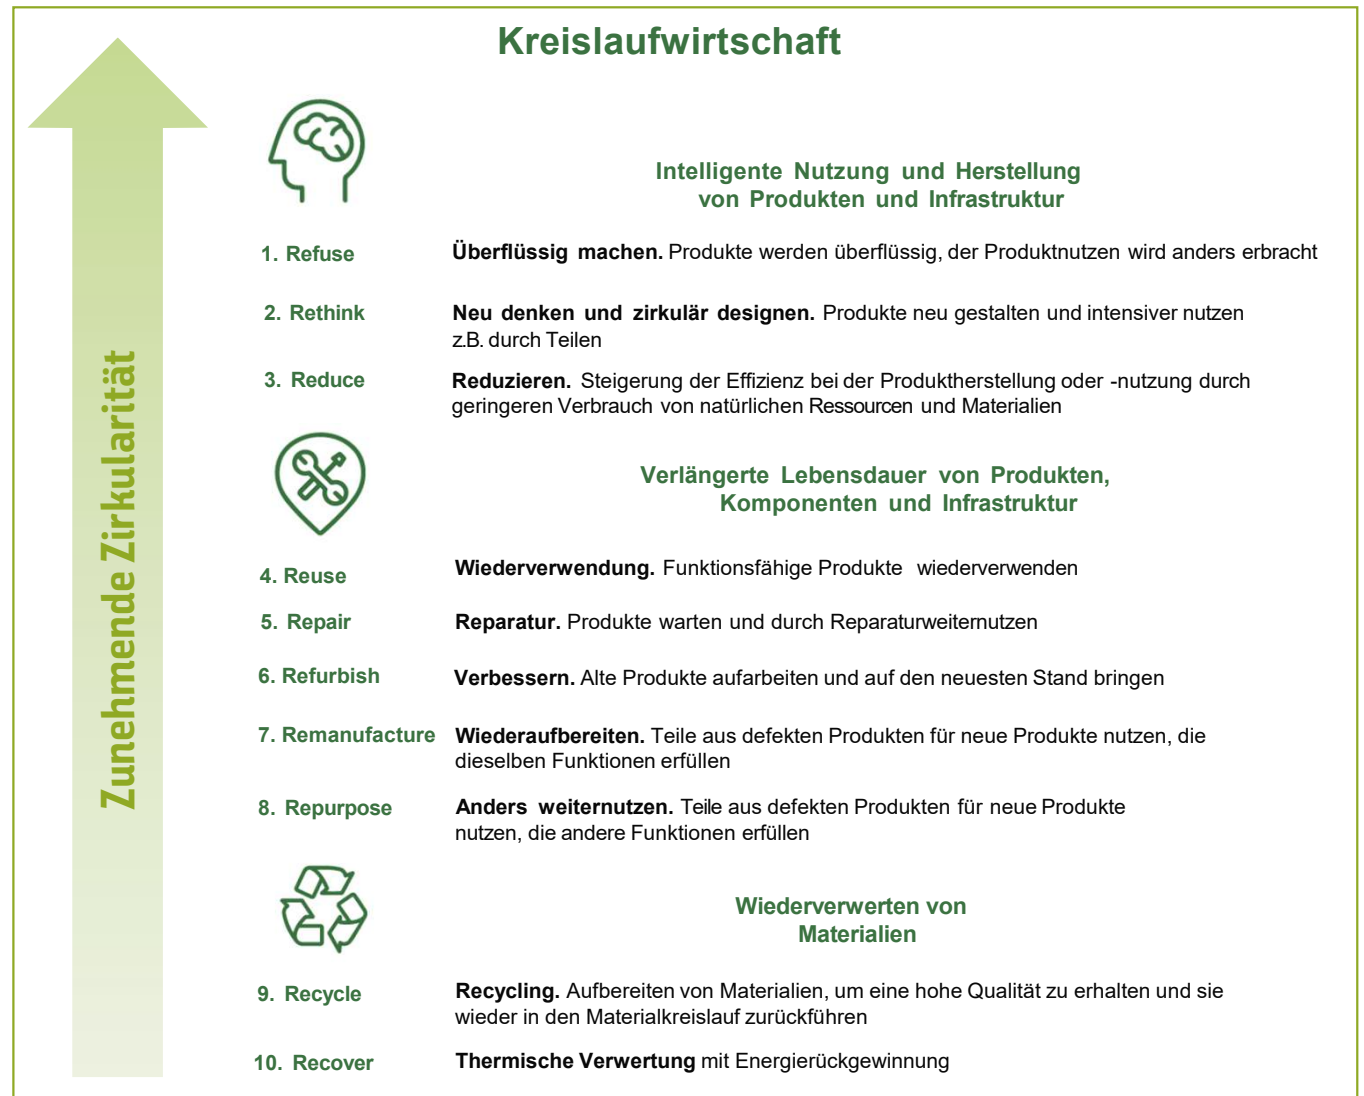 Kreislaufwirtschaft
Zunehmende Zirkularität
Intelligente Nutzung und Herstellung
von Produkten und Infrastruktur
1. Refuse Überflüssig machen. Produkte werden überflüssig, der Produktnutzen wird anders erbracht
2. Rethink Neu denken und zirkulär designen. Produkte neu gestalten und intensiver nutzen
z.B. durch Teilen
3. Reduce Reduzieren. Steigerung der Effizienz bei der Produktherstellung oder -nutzung durch
geringeren Verbrauch von natürlichen Ressourcen und Materialien
Verlängerte Lebensdauer von Produkten,
Komponenten und Infrastruktur
4. Reuse Wiederverwendung. Funktionsfähige Produkte wiederverwenden
5. Repair Reparatur. Produkte warten und durch Reparaturweiternutzen
6. Refurbish Verbessern. Alte Produkte aufarbeiten und auf den neuesten Stand bringen
7. Remanufacture Wiederaufbereiten. Teile aus defekten Produkten für neue Produkte nutzen, die
dieselben Funktionen erfüllen
8. Repurpose Anders weiternutzen. Teile aus defekten Produkten für neue Produkte
nutzen, die andere Funktionen erfüllen
Wiederverwerten von
Materialien
9. Recycle Recycling. Aufbereiten von Materialien, um eine hohe Qualität zu erhalten und sie
wieder in den Materialkreislauf zurückführen
10. Recover Thermische Verwertung mit Energierückgewinnung